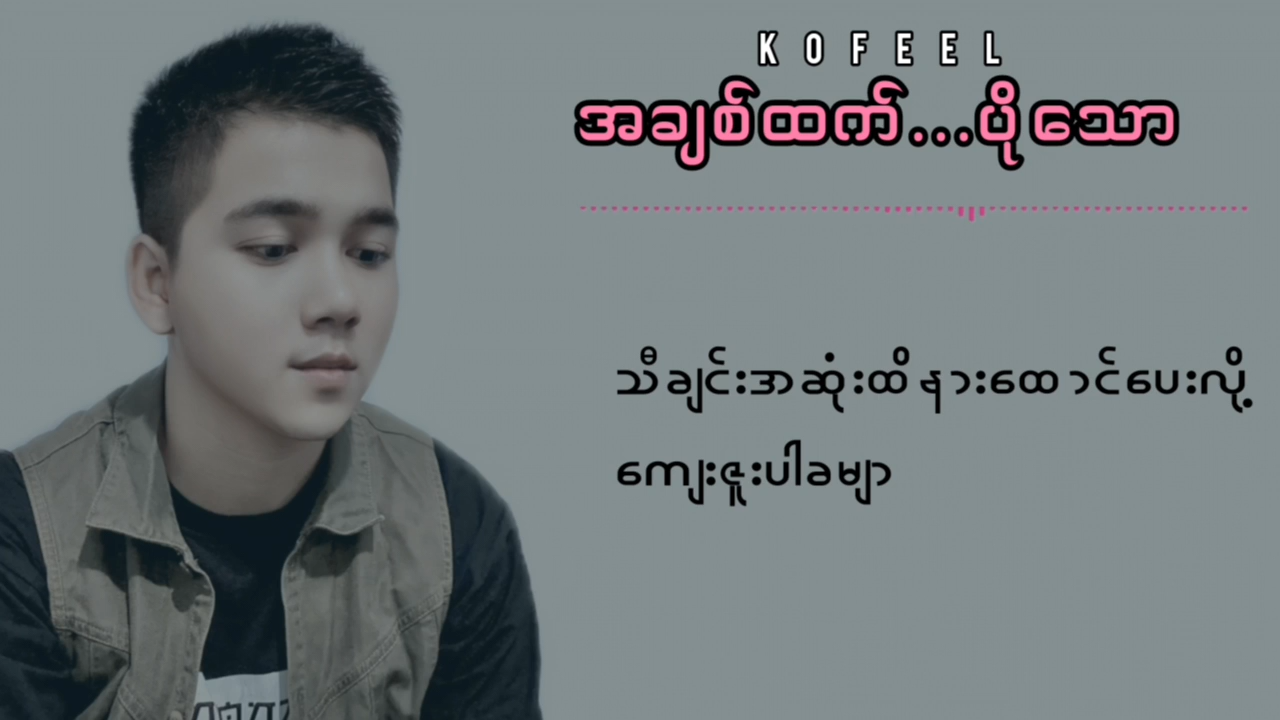 KOFEEL
အချစ်ထက်...ပိုသော
သီချင်းအဆုံးထိနားထောင်ပေးလို့
ကျေးဇူးပါခမျာ